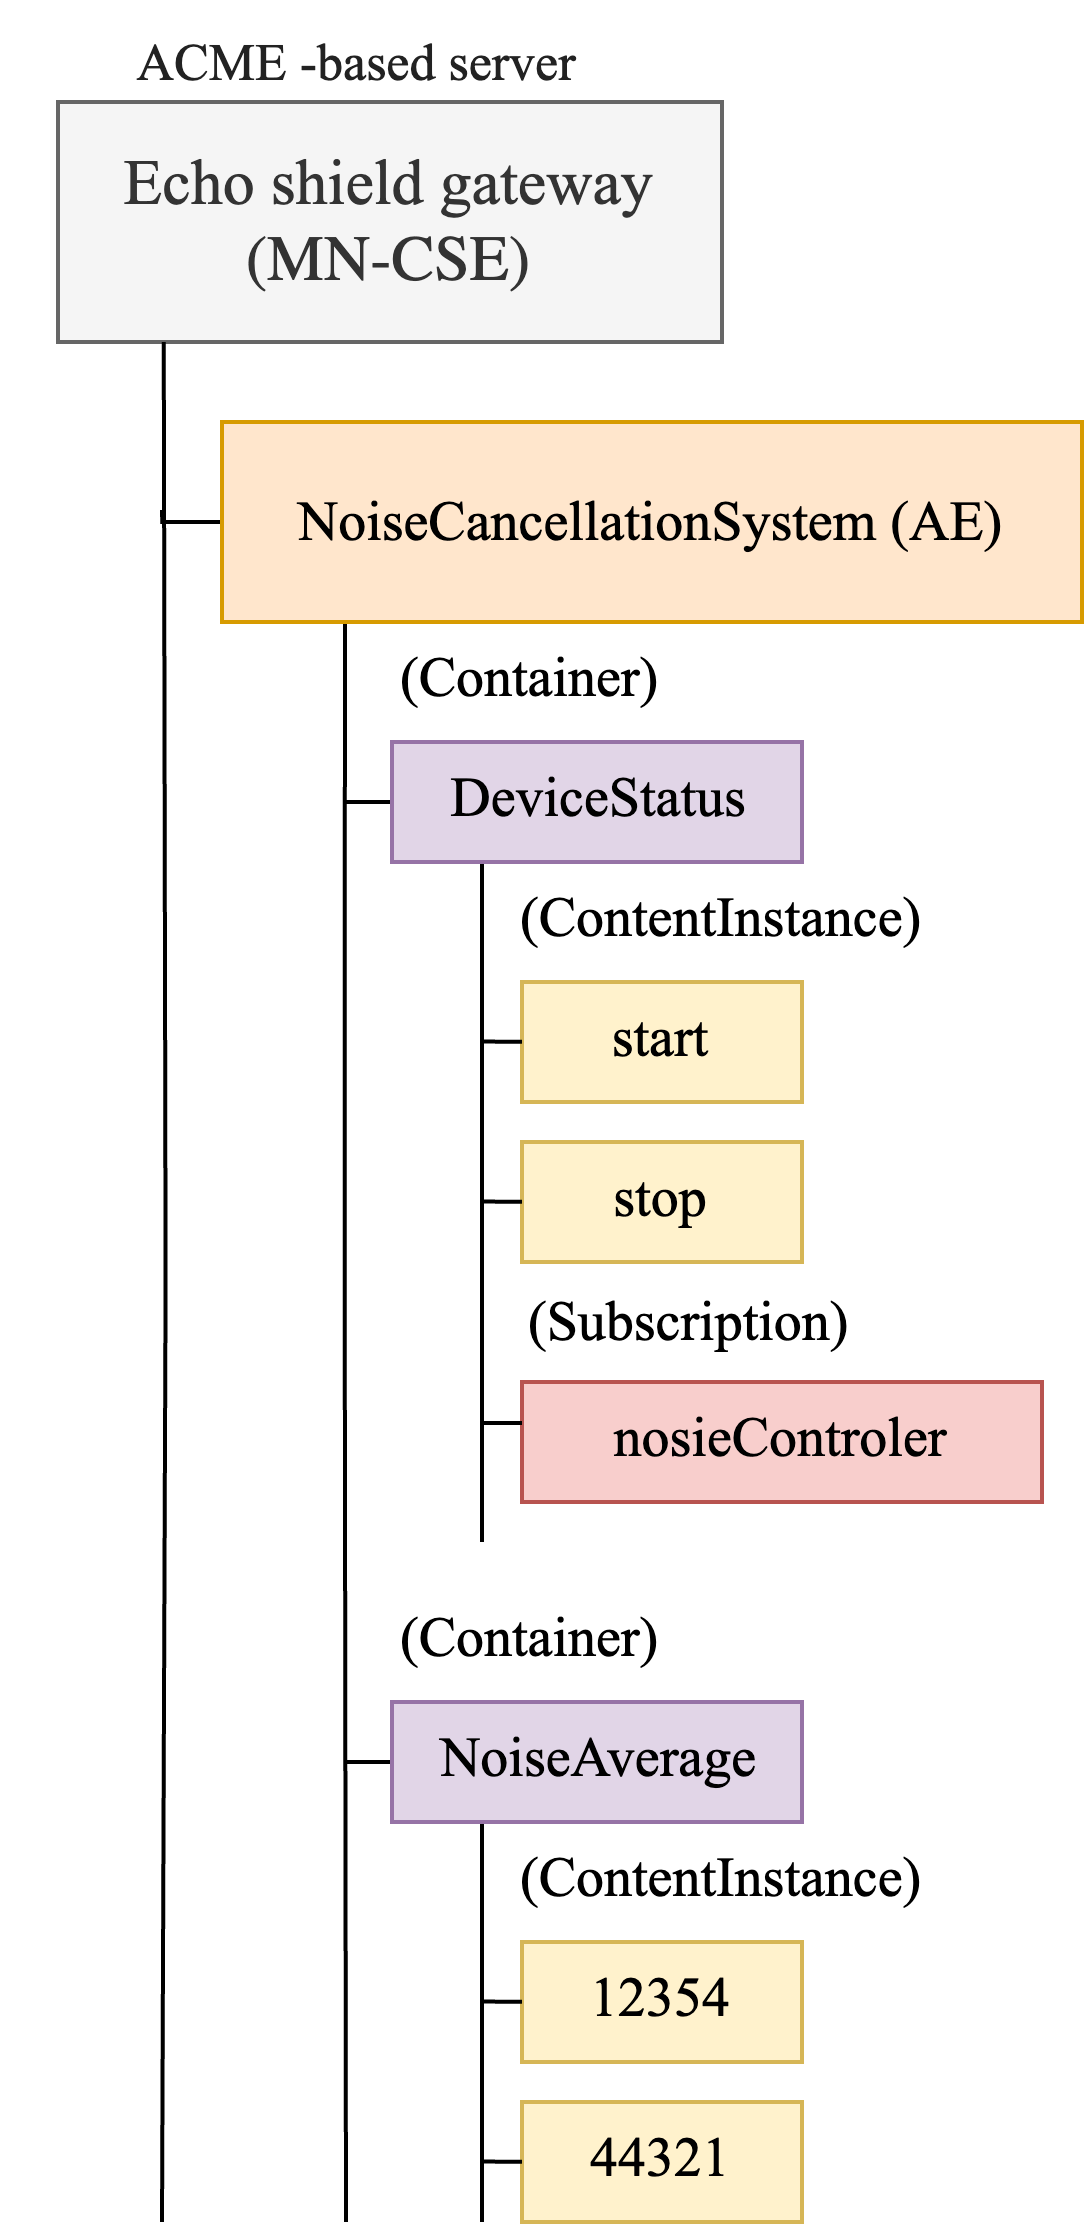 ACME -based server
Echo shield gateway
(MN-CSE)
NoiseCancellationSystem (AE)
(Container)
DeviceStatus
(ContentInstance)
start
stop
(Subscription)
nosieControler
(Container)
NoiseAverage
(ContentInstance)
12354
44321